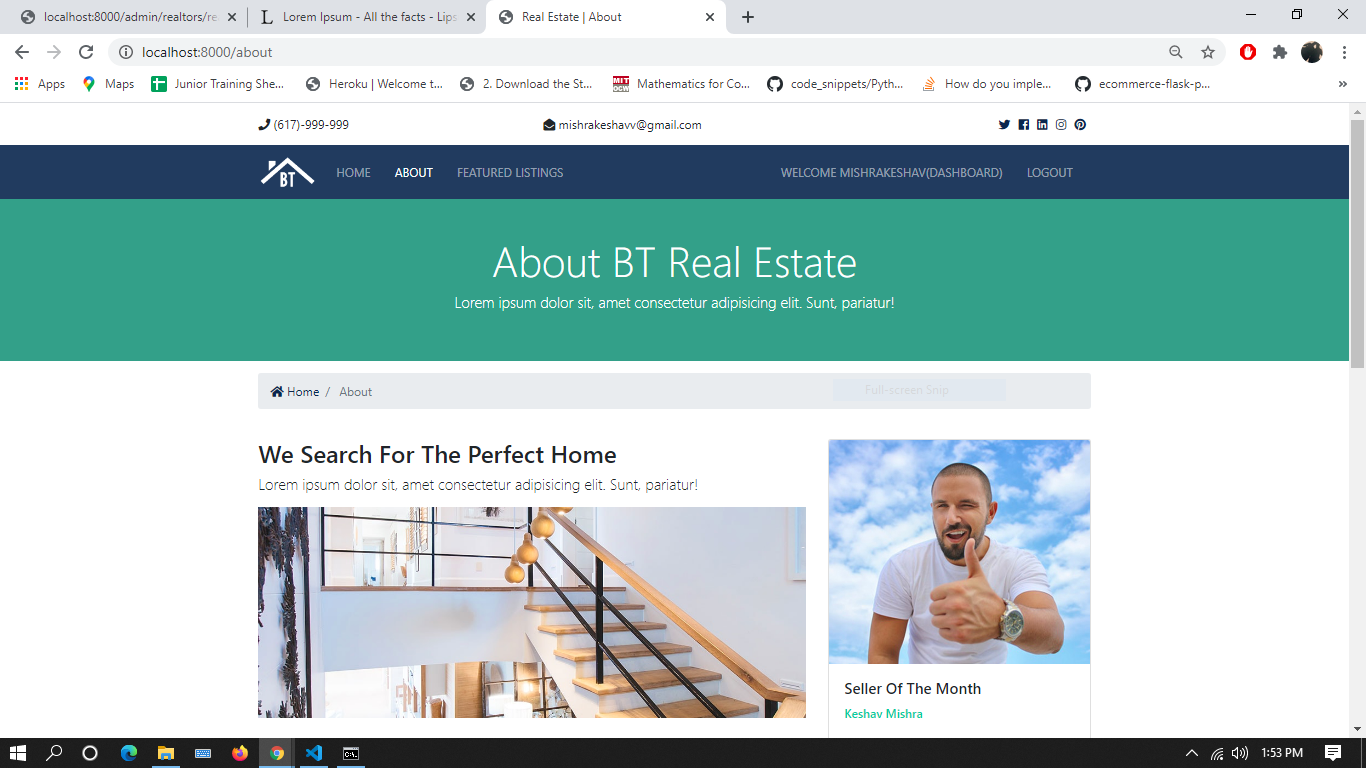 localhost:8000/admin/realtors/re
Lorem Ipsum - All the facts - Lips
Real Estate | About
localhost:8000/about
Apps
Maps
Junior Training She...
Heroku | Welcome t...
2. Download the St...
MIT OCW
Mathematics for Co...
code_snippets/Pyth...
How do you imple...
ecommerce-flask-p...
»
(617)-999-999
mishrakeshavv@gmail.com
BT
HOME
ABOUT
FEATURED LISTINGS
WELCOME MISHRAKESHAV(DASHBOARD)
LOGOUT
About BT Real Estate
Lorem ipsum dolor sit, amet consectetur adipisicing elit. Sunt, pariatur!
Home / About
Full-screen Snip
We Search For The Perfect Home
Lorem ipsum dolor sit, amet consectetur adipisicing elit. Sunt, pariatur!
Seller Of The Month
Keshav Mishra
1:53 PM